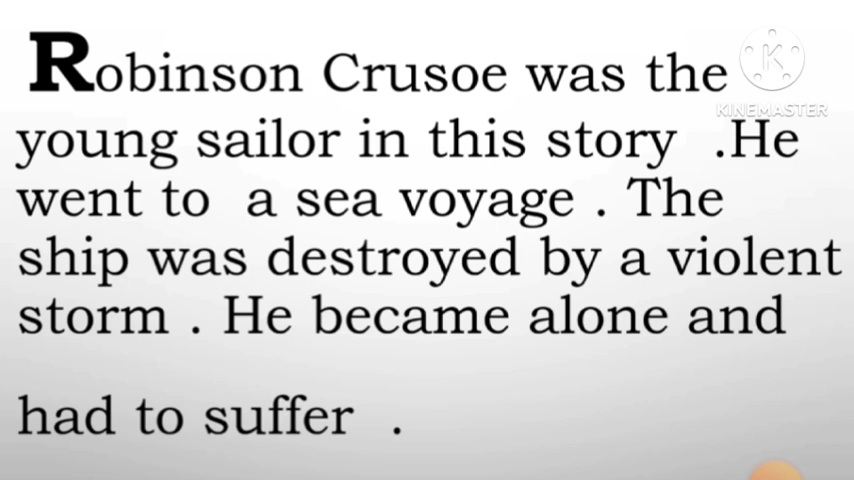 Robinson Crusoe was the
K
KINEMASTER
young sailor in this story  .He
went to  a sea voyage . The
ship was destroyed by a violent
storm . He became alone and
had to suffer  .